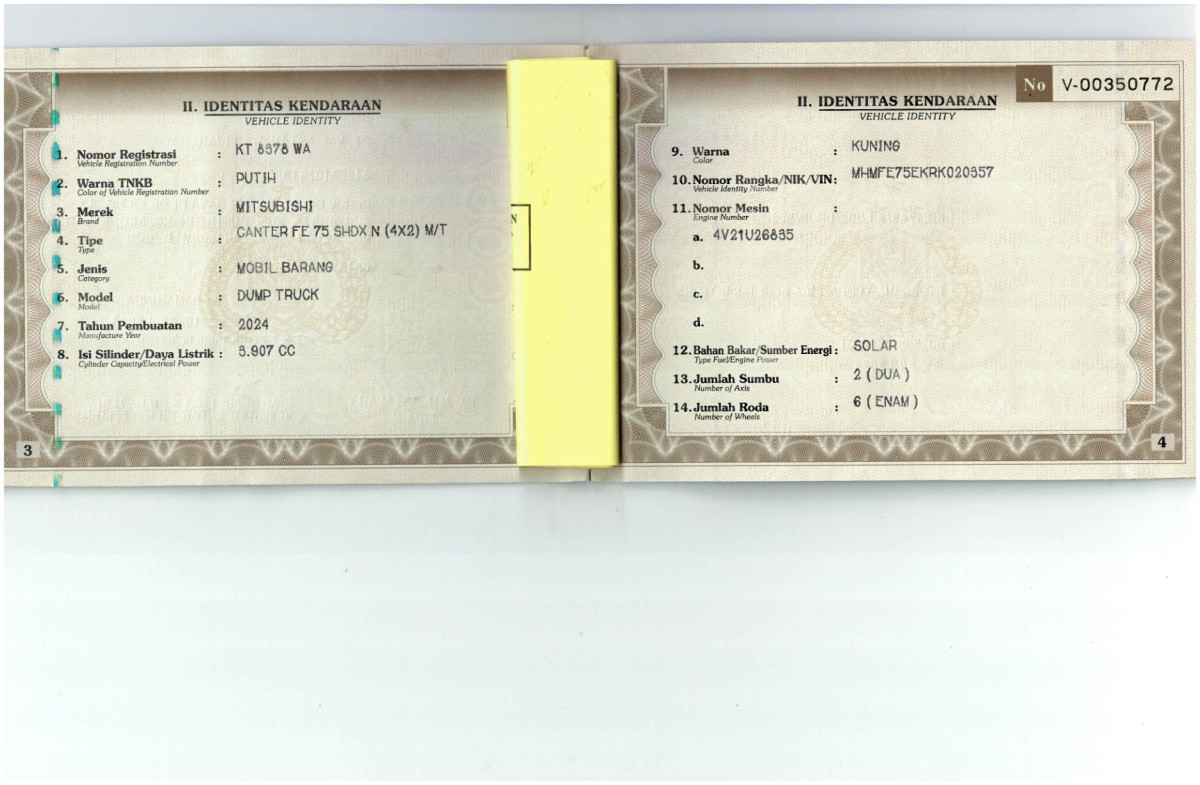 II. IDENTITAS KENDARAAN
VEHICLE IDENTITY
1. Nomor Registrasi : KT 8378 WA
Vehicle Registration Number
2. Warna TNKB : PUTIH
Color of Vehicle Registration Number
3. Merek : MITSUBISHI
Brand
4. Tipe : CANTER FE 75 SHDX N (4X2) M/T
Type
5. Jenis : MOBIL BARANG
Category
6. Model : DUMP TRUCK
Model
7. Tahun Pembuatan : 2024
Manufacture Year
8. Isi Silinder/Daya Listrik : 3.907 CC
Cylinder Capacity/Electrical Power
3
No V-00350772
II. IDENTITAS KENDARAAN
VEHICLE IDENTITY
9. Warna : KUNING
Color
10. Nomor Rangka/NIK/VIN : MHMFE75EKRK020357
Vehicle Identity Number
11. Nomor Mesin :
Engine Number
a. 4V21U26835
b.
c.
d.
12. Bahan Bakar/Sumber Energi : SOLAR
Type Fuel/Engine Power
13. Jumlah Sumbu : 2 ( DUA )
Number of Axis
14. Jumlah Roda : 6 ( ENAM )
Number of Wheels
4